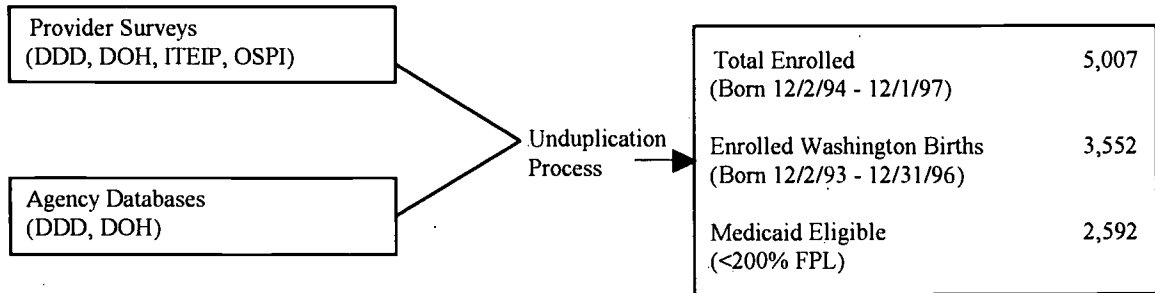 Provider Surveys
(DDD, DOH, ITEIP, OSPI)
Agency Databases
(DDD, DOH)
Unduplication
Process
Total Enrolled 5,007
(Born 12/2/94 - 12/1/97)
Enrolled Washington Births 3,552
(Born 12/2/93 - 12/31/96)
Medicaid Eligible 2,592
(<200% FPL)